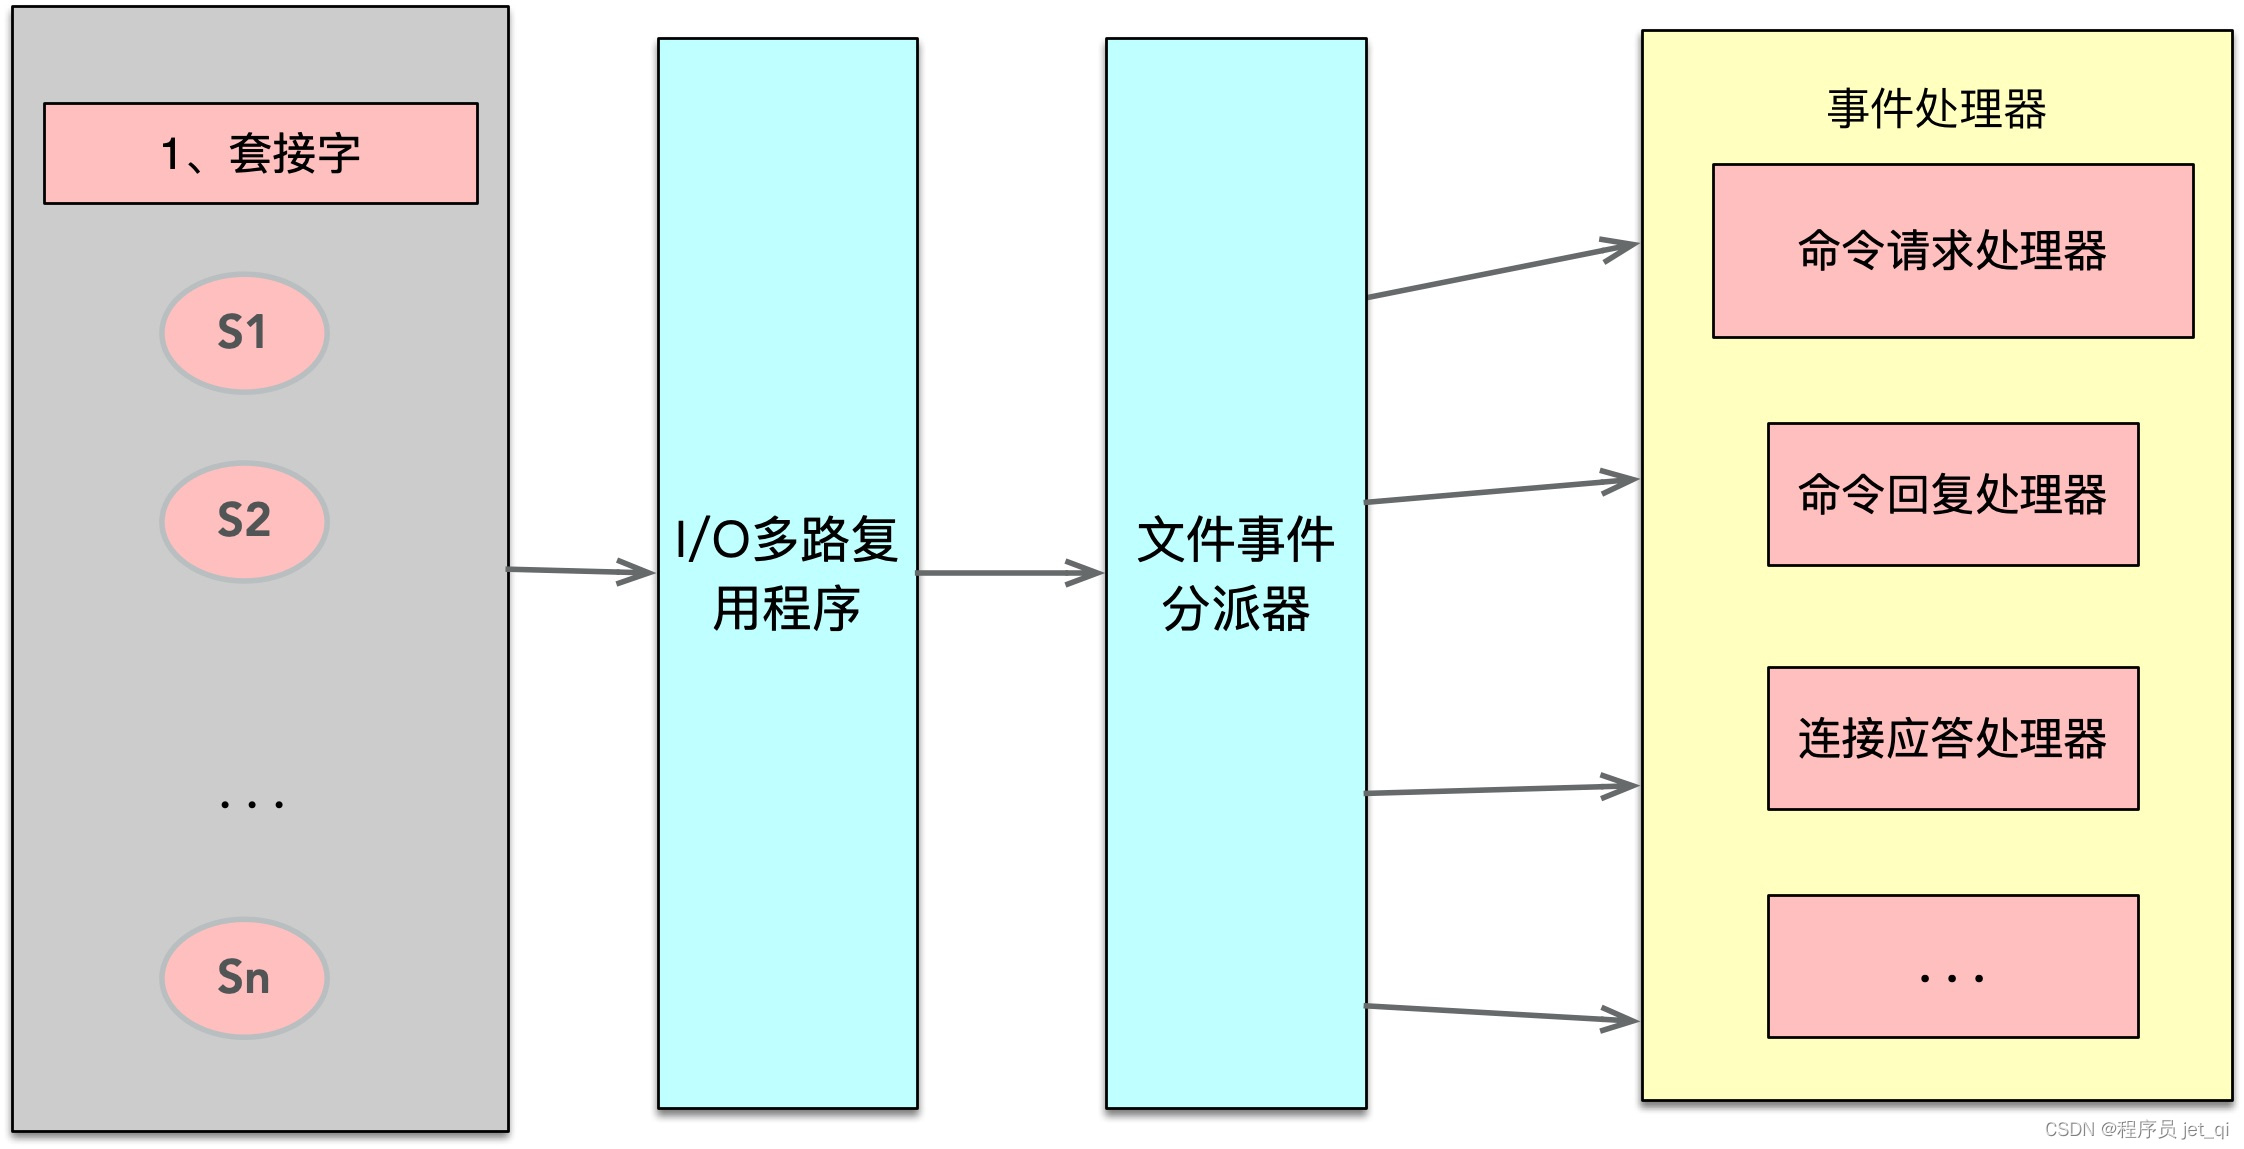 1、套接字
S1
S2
...
Sn
I/O多路复
用程序
文件事件
分派器
事件处理器
命令请求处理器
命令回复处理器
连接应答处理器
...
CSDN @程序员 jet_qi